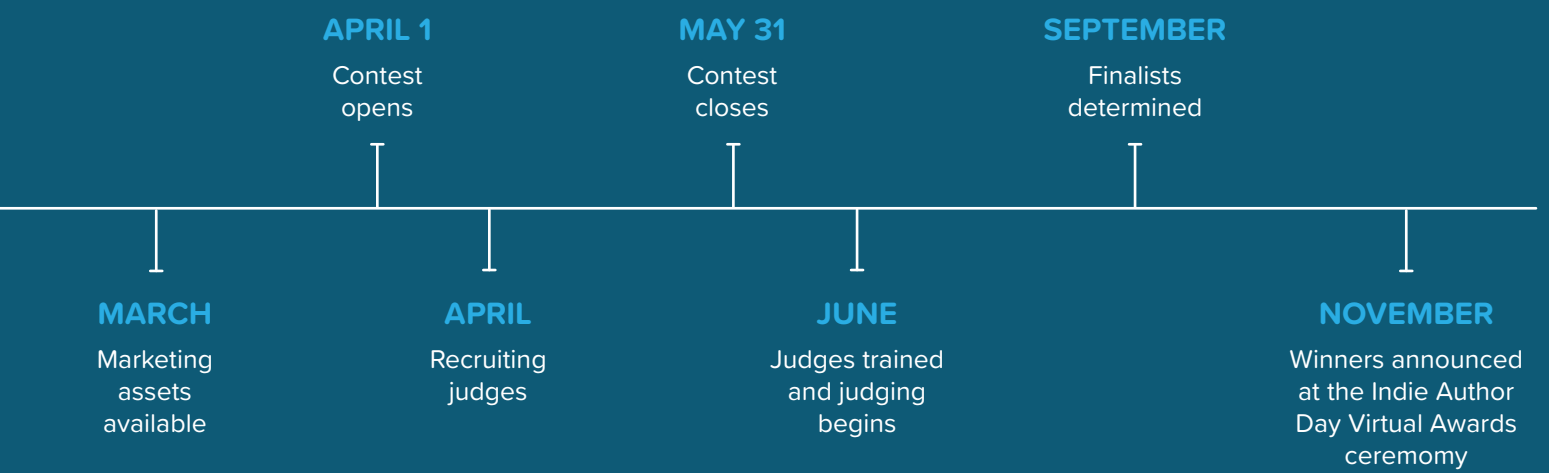 APRIL 1
Contest
opens
MAY 31
Contest
closes
SEPTEMBER
Finalists
determined
MARCH
Marketing
assets
available
APRIL
Recruiting
judges
JUNE
Judges trained
and judging
begins
NOVEMBER
Winners announced
at the Indie Author
Day Virtual Awards
ceremomy